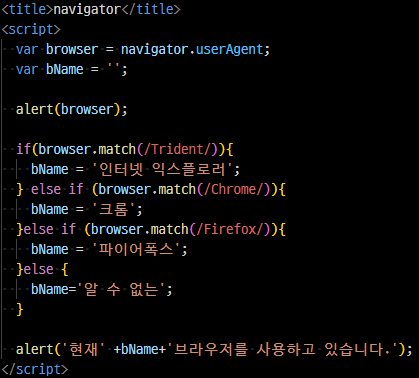 <title>navigator</title>
<script>
var browser = navigator.userAgent;
var bName = '';
alert(browser);
if(browser.match(/Trident/)){
bName = '인터넷 익스플로러';
} else if (browser.match(/Chrome/)){
bName = '크롬';
}else if (browser.match(/Firefox/)){
bName = '파이어폭스';
}else {
bName='알 수 없는';
}
alert('현재' +bName+'브라우저를 사용하고 있습니다.');
</script>